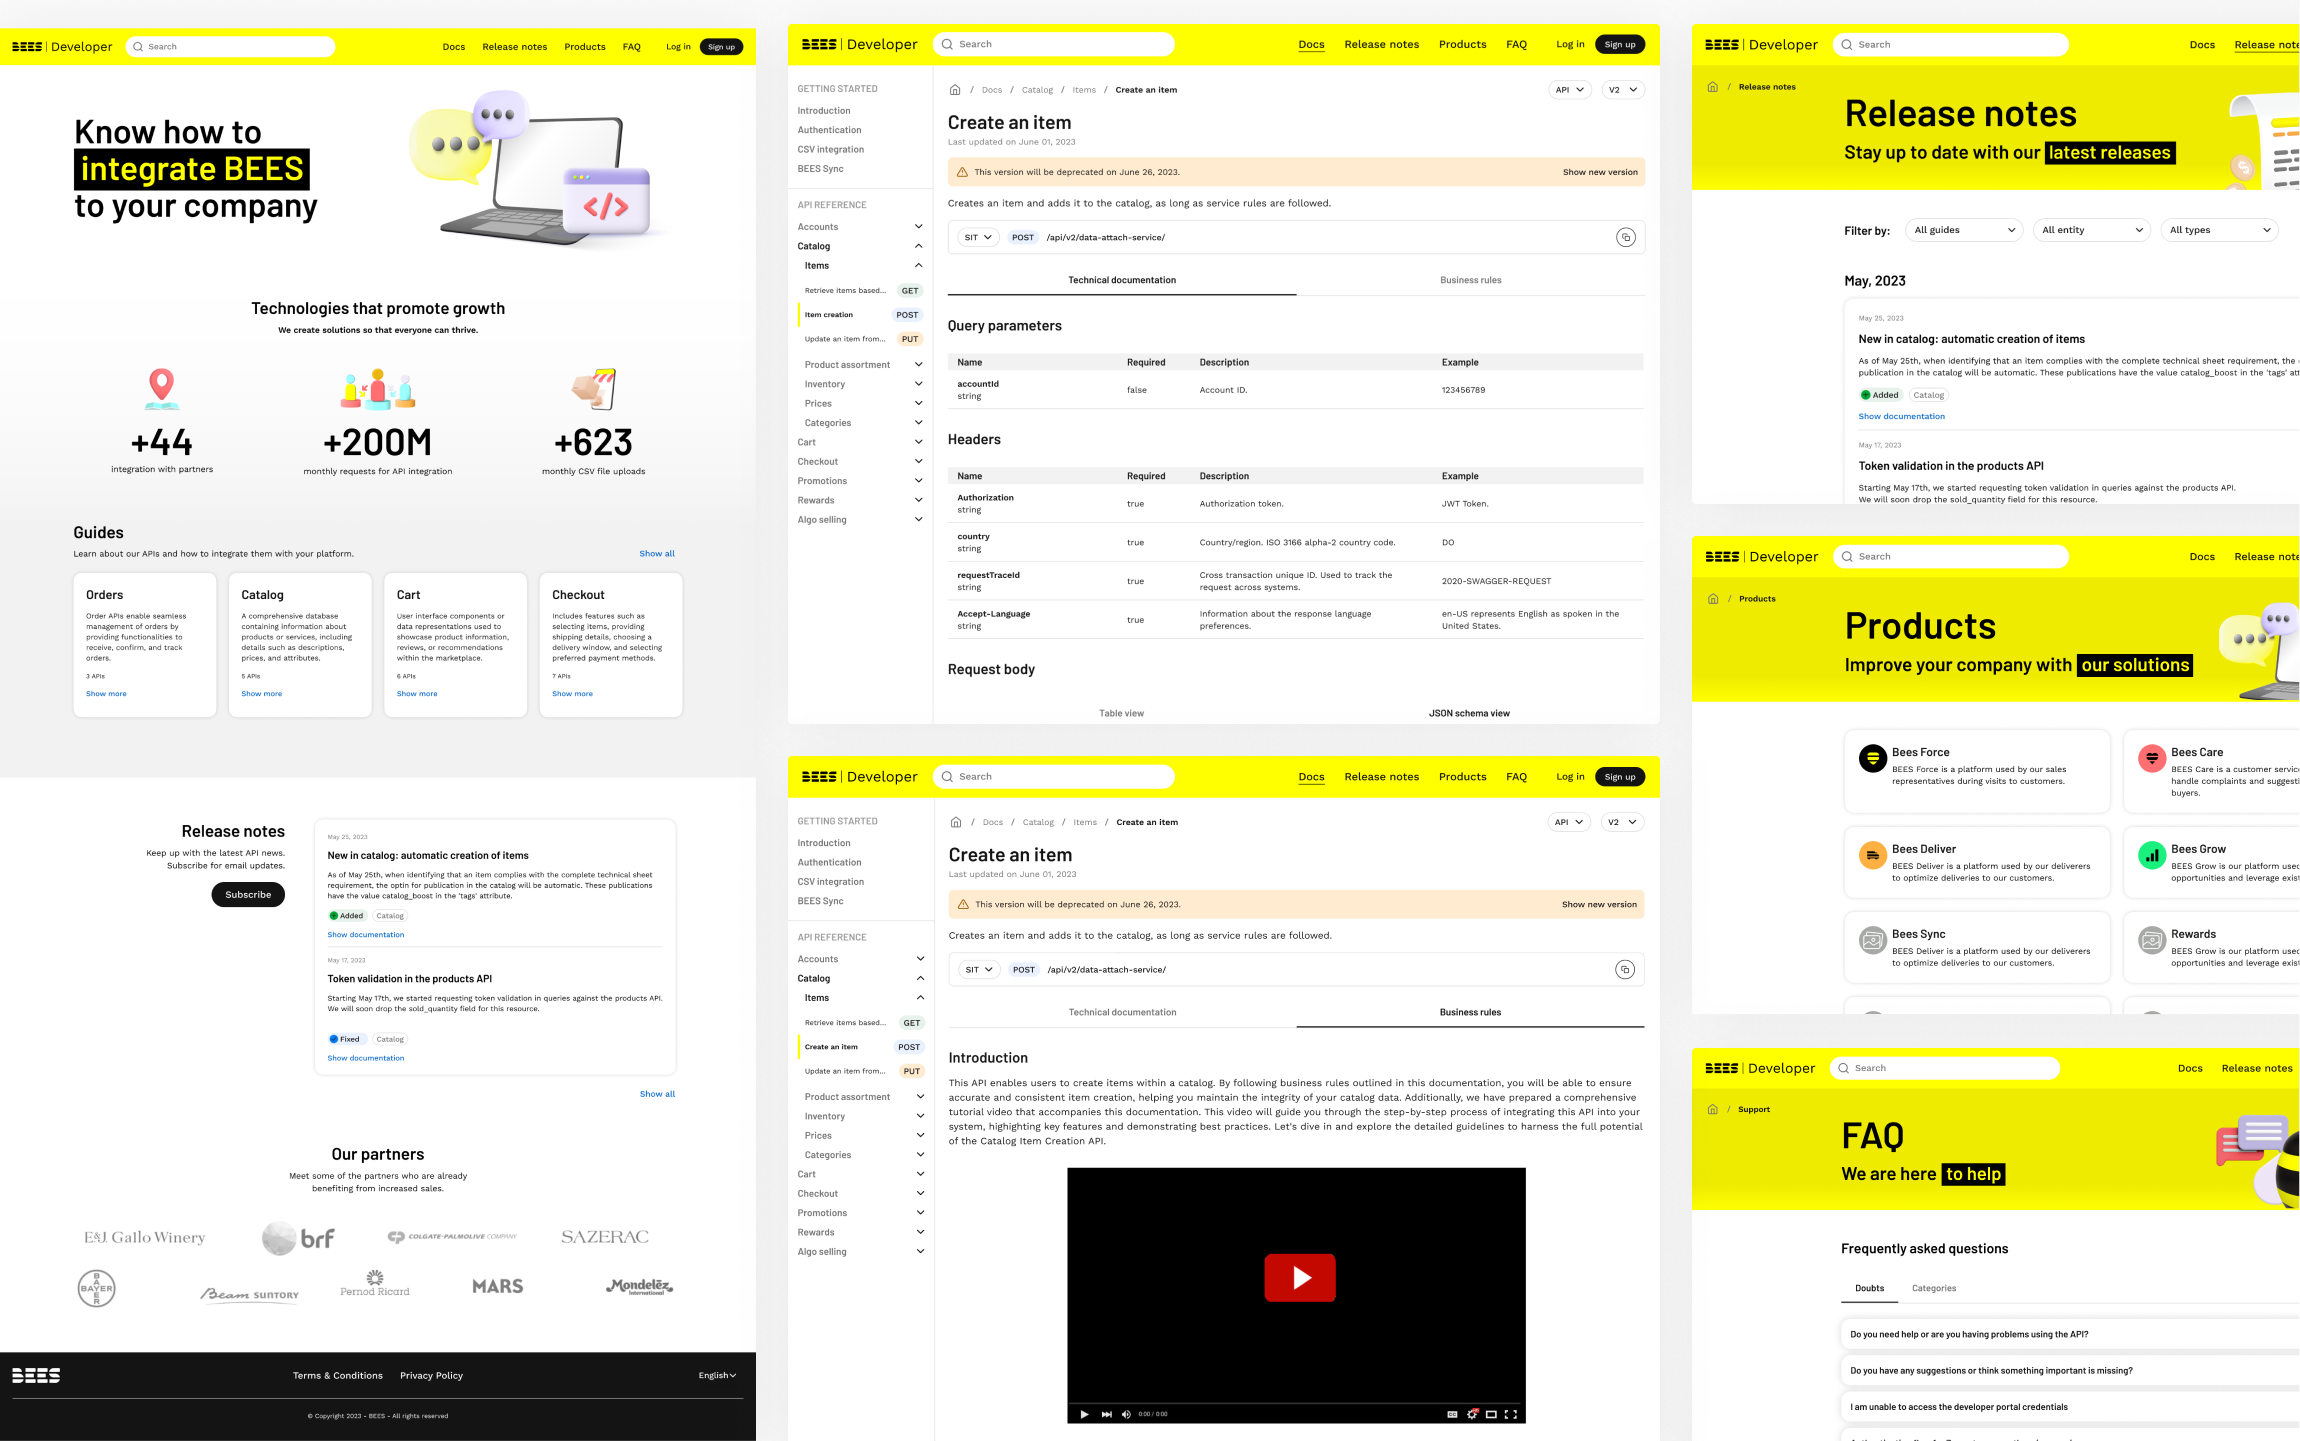 BEES | Developer
Search
Docs
Release notes
Products
FAQ
Log in
Sign up
Know how to
integrate BEES
to your company
Technologies that promote growth
We create solutions so that everyone can thrive.
+44
integration with partners
+200M
monthly requests for API integration
+623
monthly CSV file uploads
Guides
Learn about our APIs and how to integrate them with your platform.
Show all
Orders
Order APIs enable seamless
management of orders by
providing functionalities to
receive, confirm, and track
orders.
3 APIs
Show more
Catalog
A comprehensive database
containing information about
products or services, including
details such as descriptions,
prices, and attributes.
5 APIs
Show more
Cart
User interface components or
data representations used to
showcase product information,
reviews, or recommendations
within the marketplace.
6 APIs
Show more
Checkout
Includes features such as
selecting items, providing
shipping details, choosing a
delivery window, and selecting
preferred payment methods.
7 APIs
Show more
Release notes
Keep up with the latest API news.
Subscribe for email updates.
Subscribe
May 25, 2023
New in catalog: automatic creation of items
As of May 25th, when identifying that an item complies with the complete technical sheet
requirement, the optin for publication in the catalog will be automatic. These publications
have the value catalog_boost in the 'tags' attribute.
Added
Catalog
Show documentation
May 17, 2023
Token validation in the products API
Starting May 17th, we started requesting token validation in queries against the products API.
We will soon drop the sold_quantity field for this resource.
Fixed
Catalog
Show documentation
Show all
Our partners
Meet some of the partners who are already
benefiting from increased sales.
E&J. Gallo Winery
brf
COLGATE-PALMOLIVE COMPANY
SAZERAC
BAYER
BAYER
Beam SUNTORY
Pernod Ricard
MARS
Mondelēz
International
BEES
Terms & Conditions
Privacy Policy
English
© Copyright 2023 - BEES - All rights reserved
BEES | Developer
Search
Docs
Release notes
Products
FAQ
Log in
Sign up
GETTING STARTED
Introduction
Authentication
CSV integration
BEES Sync
API REFERENCE
Accounts
Catalog
Items
Retrieve items based... GET
Item creation POST
Update an item from... PUT
Product assortment
Inventory
Prices
Categories
Cart
Checkout
Promotions
Rewards
Algo selling
/ Docs / Catalog / Items / Create an item
API
V2
Create an item
Last updated on June 01, 2023
This version will be deprecated on June 26, 2023.
Show new version
Creates an item and adds it to the catalog, as long as service rules are followed.
SIT
POST
/api/v2/data-attach-service/
Technical documentation
Business rules
Query parameters
Name Required Description Example
accountId
string
false
Account ID.
123456789
Headers
Name Required Description Example
Authorization
string
true
Authorization token.
JWT Token.
country
string
true
Country/region. ISO 3166 alpha-2 country code.
DO
requestTraceId
string
true
Cross transaction unique ID. Used to track the
request across systems.
2020-SWAGGER-REQUEST
Accept-Language
string
true
Information about the response language
preferences.
en-US represents English as spoken in the
United States.
Request body
Table view
JSON schema view
BEES | Developer
Search
Docs
Release notes
Products
FAQ
Log in
Sign up
GETTING STARTED
Introduction
Authentication
CSV integration
BEES Sync
API REFERENCE
Accounts
Catalog
Items
Retrieve items based... GET
Create an item POST
Update an item from... PUT
Product assortment
Inventory
Prices
Categories
Cart
Checkout
Promotions
Rewards
Algo selling
/ Docs / Catalog / Items / Create an item
API
V2
Create an item
Last updated on June 01, 2023
This version will be deprecated on June 26, 2023.
Show new version
Creates an item and adds it to the catalog, as long as service rules are followed.
SIT
POST
/api/v2/data-attach-service/
Technical documentation
Business rules
Introduction
This API enables users to create items within a catalog. By following business rules outlined in this documentation, you will be able to ensure
accurate and consistent item creation, helping you maintain the integrity of your catalog data. Additionally, we have prepared a comprehensive
tutorial video that accompanies this documentation. This video will guide you through the step-by-step process of integrating this API into your
system, highlighting key features and demonstrating best practices. Let's dive in and explore the detailed guidelines to harness the full potential
of the Catalog Item Creation API.
0:00 / 0:00
BEES | Developer
Search
Docs
Release note
/ Release notes
Release notes
Stay up to date with our latest releases
Filter by:
All guides
All entity
All types
May, 2023
May 25, 2023
New in catalog: automatic creation of items
As of May 25th, when identifying that an item complies with the complete technical sheet requirement, the
publication in the catalog will be automatic. These publications have the value catalog_boost in the 'tags' att
Added
Catalog
Show documentation
May 17, 2023
Token validation in the products API
Starting May 17th, we started requesting token validation in queries against the products API.
We will soon drop the sold_quantity field for this resource.
BEES | Developer
Search
Docs
Release note
/ Products
Products
Improve your company with our solutions
Bees Force
BEES Force is a platform used by our sales
representatives during visits to customers.
Bees Care
BEES Care is a customer servic
handle complaints and suggesti
buyers.
Bees Deliver
BEES Deliver is a platform used by our deliverers
to optimize deliveries to our customers.
Bees Grow
BEES Grow is our platform used
opportunities and leverage exist
Bees Sync
BEES Deliver is a platform used by our deliverers
to optimize deliveries to our customers.
Rewards
BEES Grow is our platform used
opportunities and leverage exist
BEES | Developer
Search
Docs
Release notes
/ Support
FAQ
We are here to help
Frequently asked questions
Doubts
Categories
Do you need help or are you having problems using the API?
Do you have any suggestions or think something important is missing?
I am unable to access the developer portal credentials